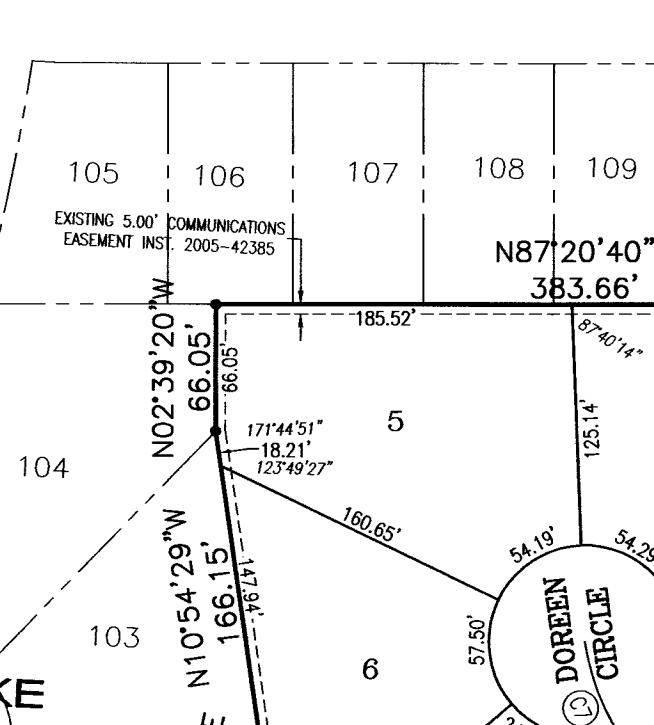 105
106
107
108
109
EXISTING 5.00' COMMUNICATIONS
EASEMENT INST. 2005-42385
N87°20'40"
383.66'
185.52'
87°40'14"
N02°39'20"W
66.05'
66.05'
171°44'51"
18.21'
123°49'27"
5
125.14'
104
160.65'
54.19'
54.29
N10°54'29"W
166.15'
147.94'
57.50'
DOREEN
CIRCLE
103
6
KE
C7